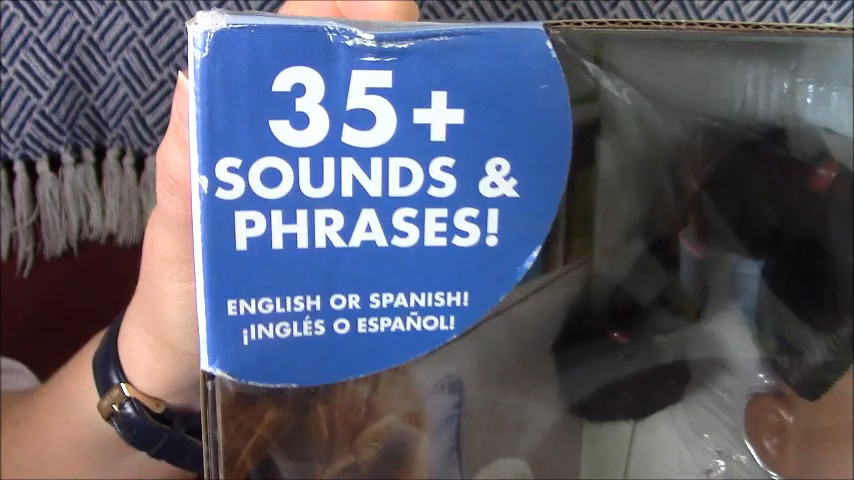 35+
SOUNDS &
PHRASES!
ENGLISH OR SPANISH!
¡INGLÉS O ESPAÑOL!